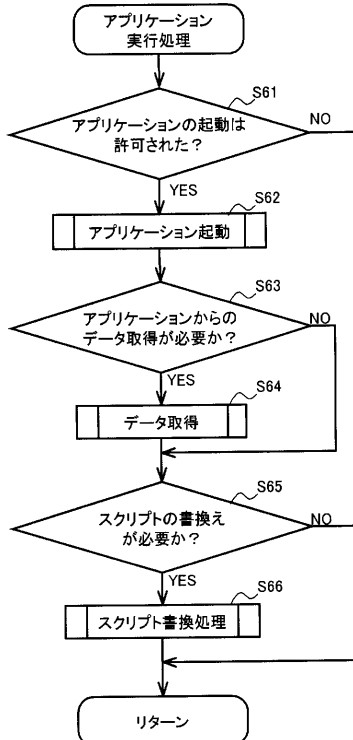 アプリケーション
実行処理
S61
アプリケーションの起動は
許可された？
NO
YES
S62
アプリケーション起動
S63
アプリケーションからの
データ取得が必要か？
NO
YES
S64
データ取得
S65
スクリプトの書換え
が必要か？
NO
YES
S66
スクリプト書換処理
リターン